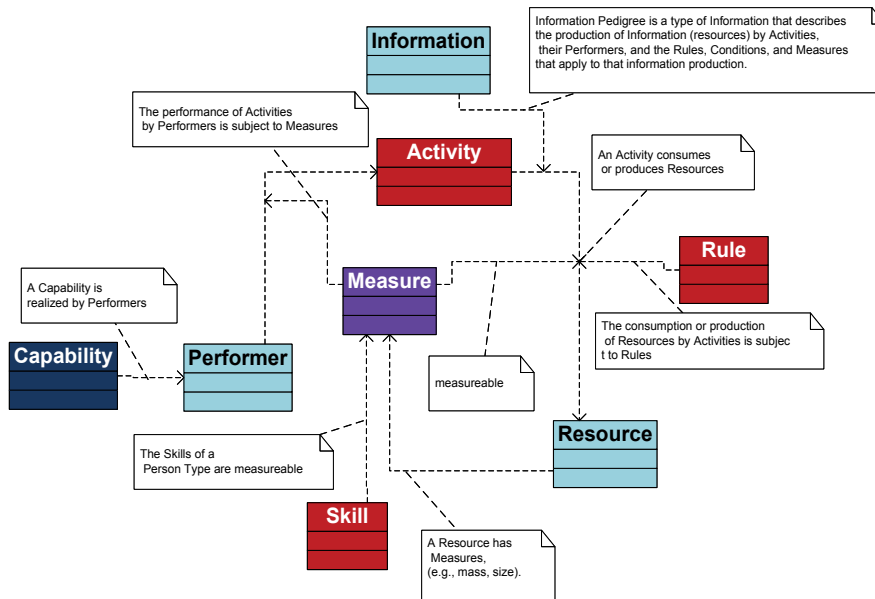 Information
Information Pedigree is a type of Information that describes
the production of Information (resources) by Activities,
their Performers, and the Rules, Conditions, and Measures
that apply to that information production.
The performance of Activities
by Performers is subject to Measures
Activity
An Activity consumes
or produces Resources
Rule
Measure
A Capability is
realized by Performers
The consumption or production
of Resources by Activities is subjec
t to Rules
Capability
Performer
measureable
Resource
The Skills of a
Person Type are measureable
Skill
A Resource has
Measures,
(e.g., mass, size).